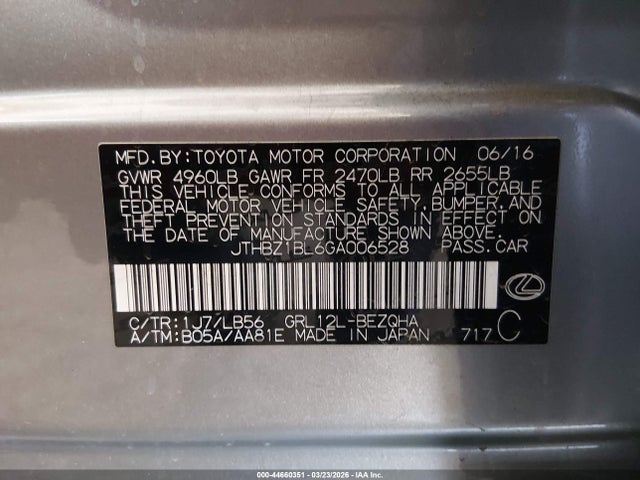 MFD.BY:TOYOTA MOTOR CORPORATION 06/16
GVWR 4960LB GAWR FR 2470LB RR 2655LB
THIS VEHICLE CONFORMS TO ALL APPLICABLE
FEDERAL MOTOR VEHICLE SAFETY,BUMPER,AND
THEFT PREVENTION STANDARDS IN EFFECT ON
THE DATE OF MANUFACTURE SHOWN ABOVE.
JTHBZ1BL6GA006528 PASS.CAR
C/TR:1J7/LB56 GRL12L-BEZQHA
A/TM:B05A/AA81E MADE IN JAPAN 717 C
000-44660351 - 03/23/2026 - Copyright IAA, Inc.